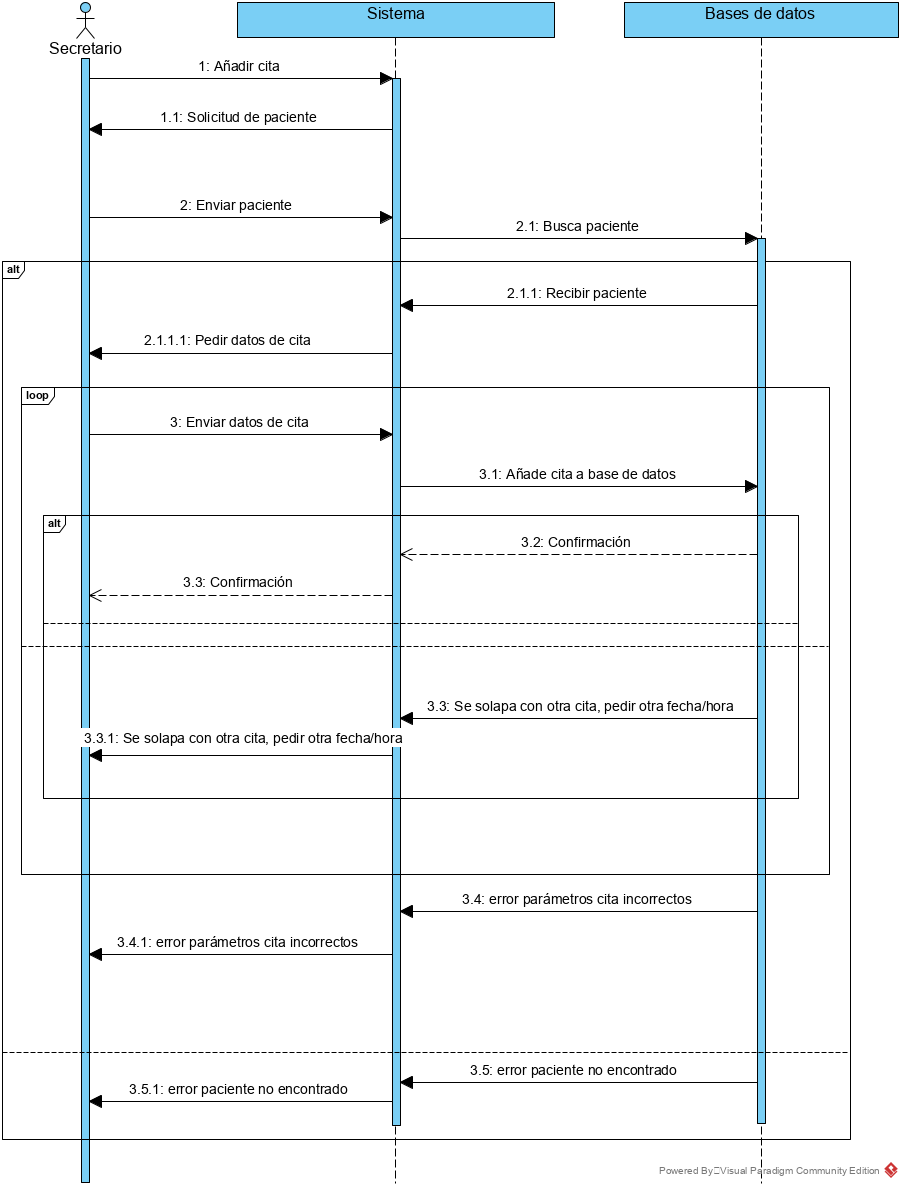 Sistema
Bases de datos
Secretario
1: Añadir cita
1.1: Solicitud de paciente
2: Enviar paciente
2.1: Busca paciente
alt
2.1.1: Recibir paciente
2.1.1.1: Pedir datos de cita
loop
3: Enviar datos de cita
3.1: Añade cita a base de datos
alt
3.2: Confirmación
3.3: Confirmación
3.3: Se solapa con otra cita, pedir otra fecha/hora
3.3.1: Se solapa con otra cita, pedir otra fecha/hora
3.4: error parámetros cita incorrectos
3.4.1: error parámetros cita incorrectos
3.5: error paciente no encontrado
3.5.1: error paciente no encontrado
Powered By Visual Paradigm Community Edition